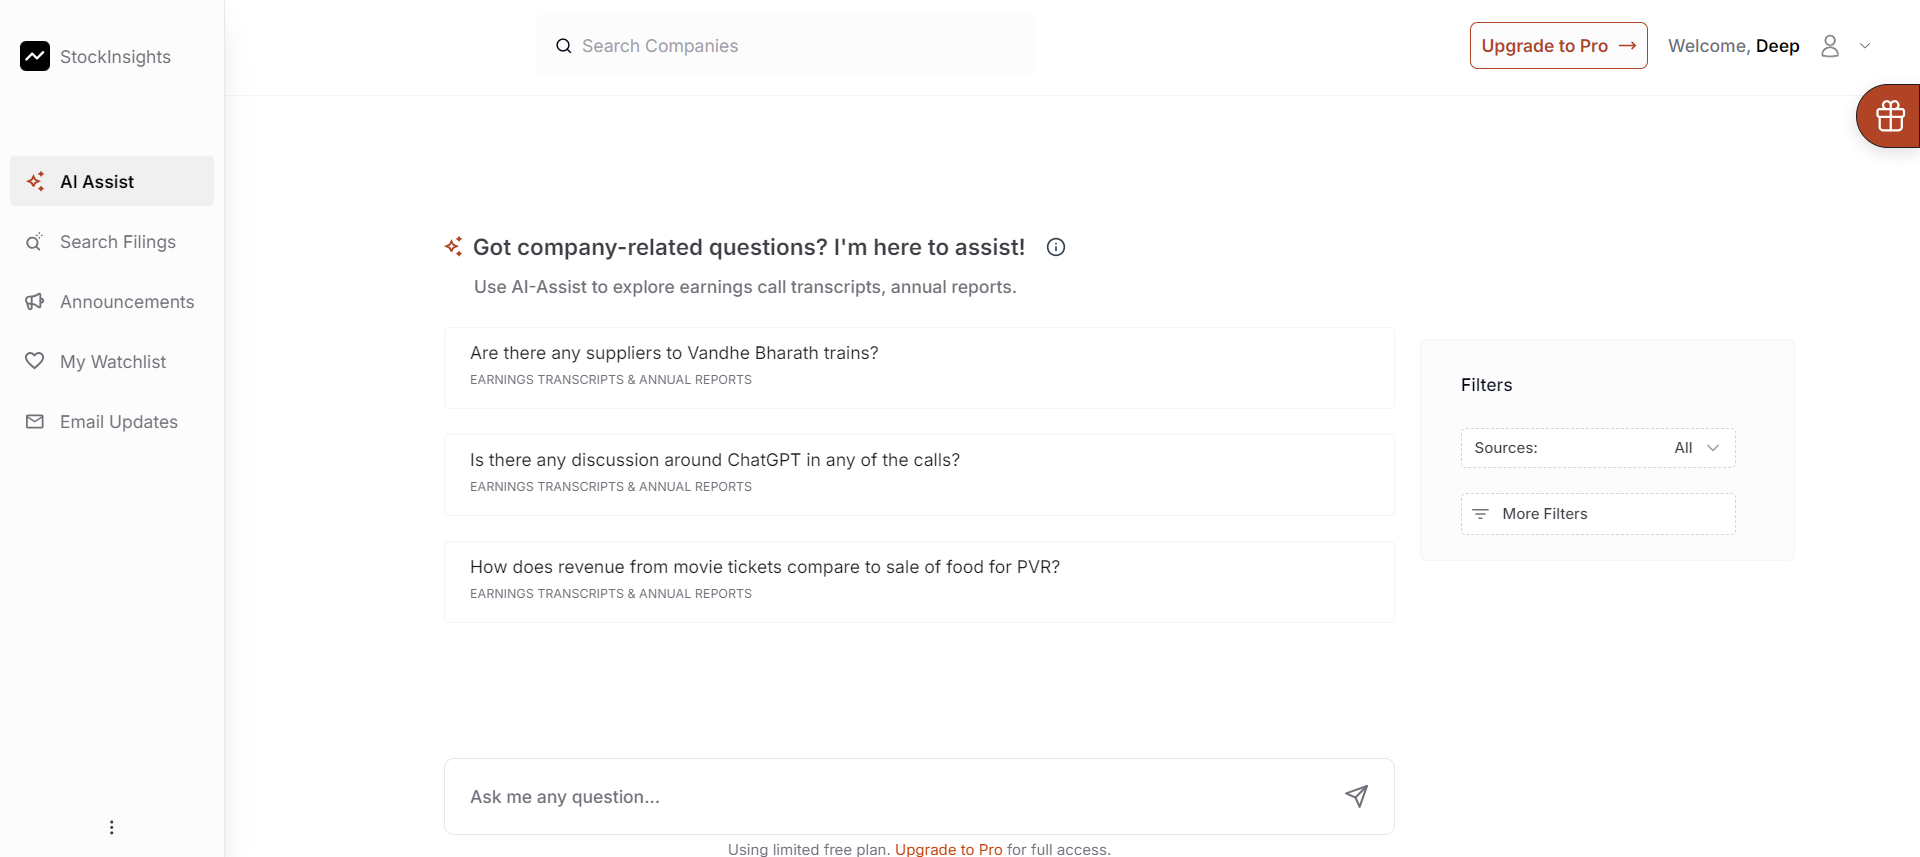 StockInsights
Search Companies
Upgrade to Pro
Welcome, Deep
AI Assist
Search Filings
Announcements
My Watchlist
Email Updates
Got company-related questions? I'm here to assist!
Use AI-Assist to explore earnings call transcripts, annual reports.
Are there any suppliers to Vandhe Bharath trains?
EARNINGS TRANSCRIPTS & ANNUAL REPORTS
Is there any discussion around ChatGPT in any of the calls?
EARNINGS TRANSCRIPTS & ANNUAL REPORTS
How does revenue from movie tickets compare to sale of food for PVR?
EARNINGS TRANSCRIPTS & ANNUAL REPORTS
Filters
Sources: All
More Filters
Ask me any question...
Using limited free plan. Upgrade to Pro for full access.